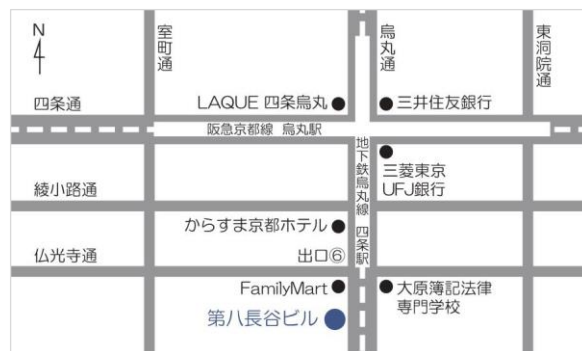 N
室町通
烏丸通
東洞院通
四条通
LAQUE 四条烏丸
三井住友銀行
阪急京都線 烏丸駅
地下鉄烏丸線 四条駅
三菱東京
UFJ銀行
綾小路通
からすま京都ホテル
仏光寺通
出口⑥
FamilyMart
大原簿記法律
専門学校
第八長谷ビル